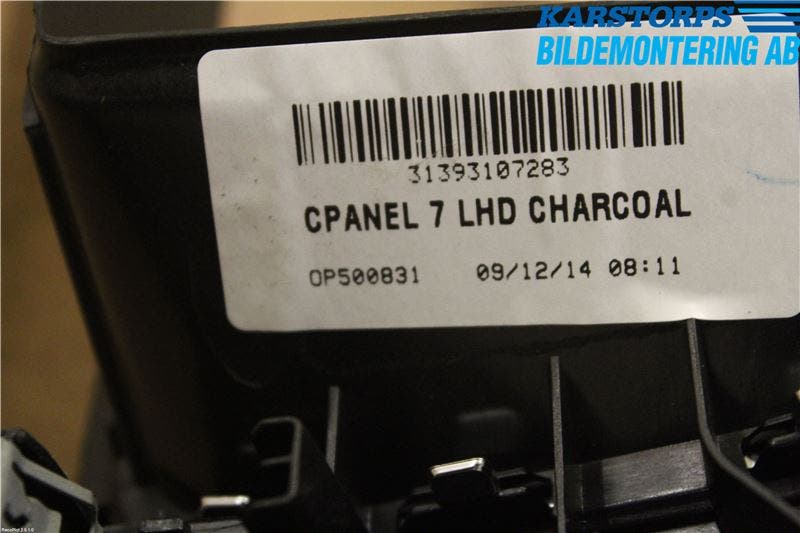 KARSTORPS
BILDEMONTERING AB
31393107283
CPANEL 7 LHD CHARCOAL
OP500831 09/12/14 08:11